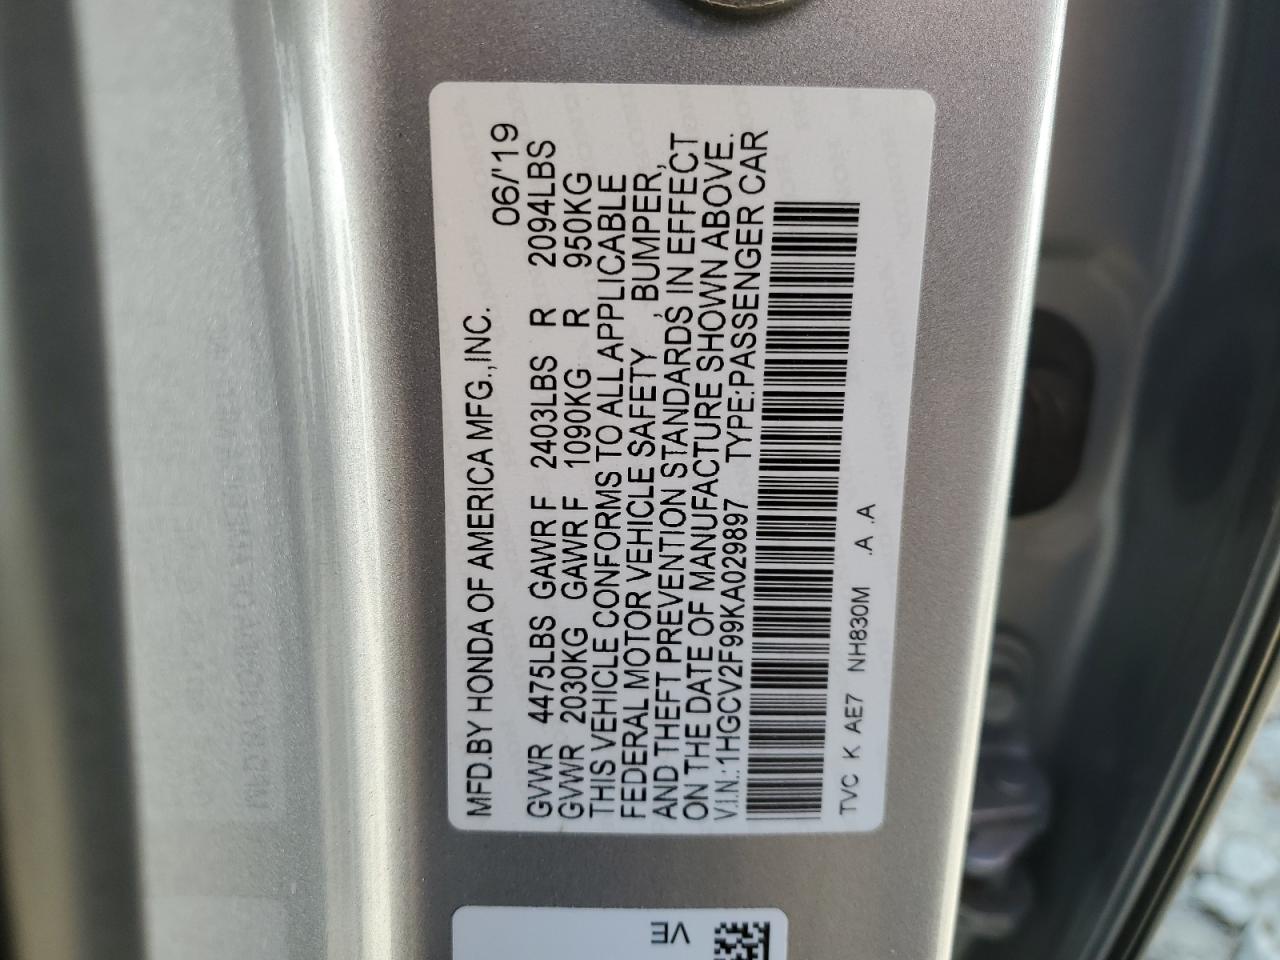 MFD.BY HONDA OF AMERICA MFG.,INC. 06/'19
GVWR 4475LBS GAWR F 2403LBS R 2094LBS
GVWR 2030KG GAWR F 1090KG R 950KG
THIS VEHICLE CONFORMS TO ALL APPLICABLE
FEDERAL MOTOR VEHICLE SAFETY , BUMPER,
AND THEFT PREVENTION STANDARDS IN EFFECT
ON THE DATE OF MANUFACTURE SHOWN ABOVE.
V.I.N.:1HGCV2F99KA029897 TYPE:PASSENGER CAR
TVC K AE7 NH830M .A .A
VE